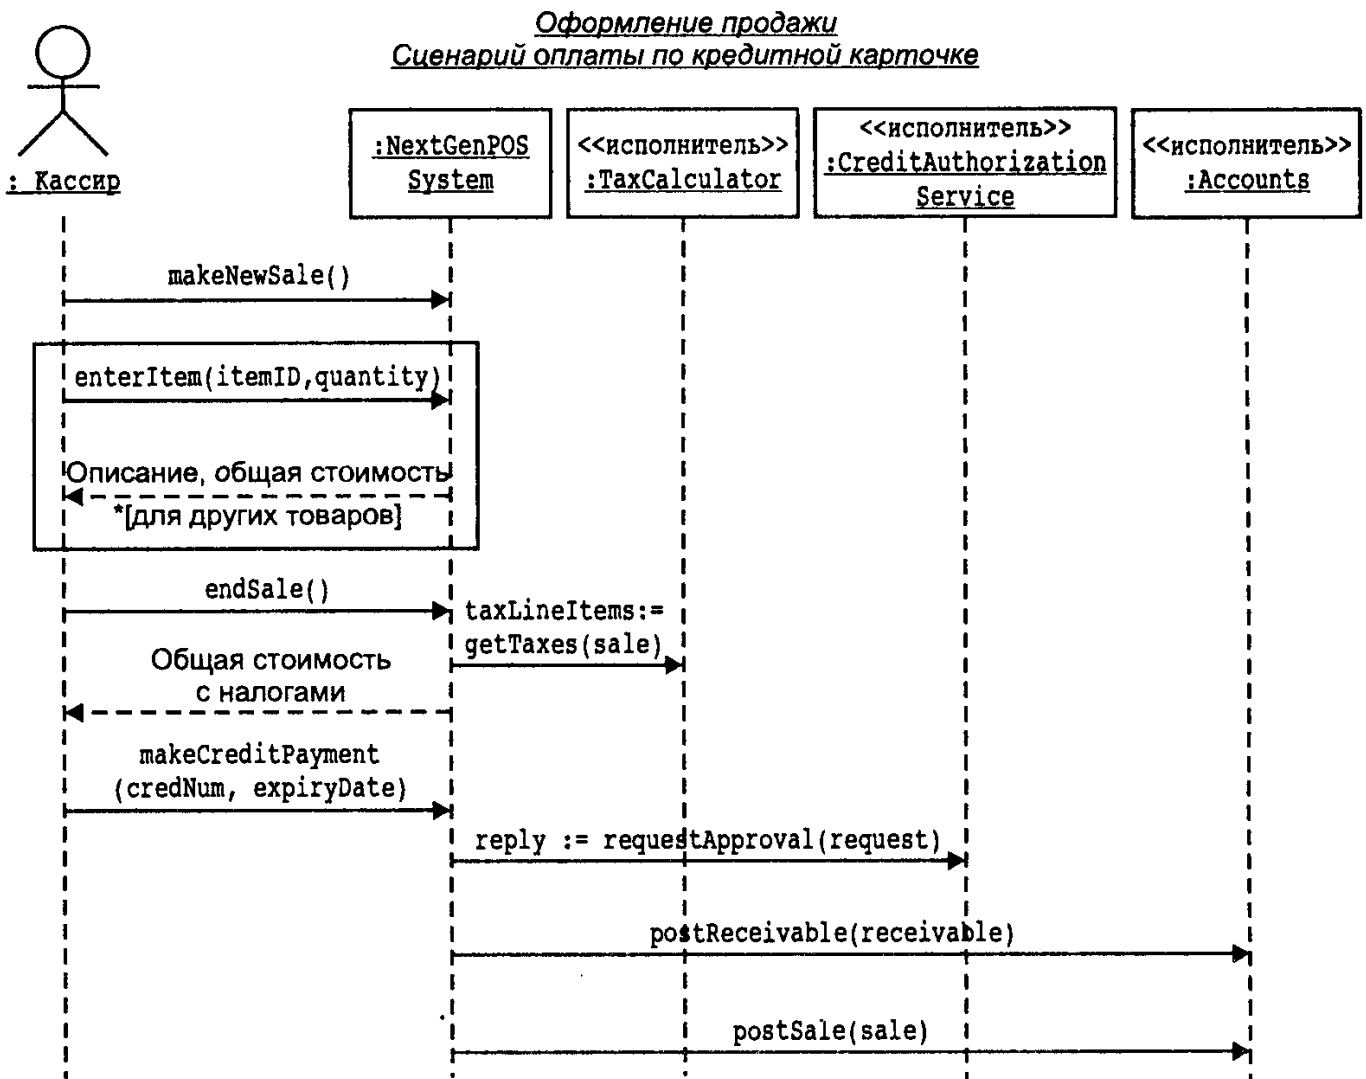 Оформление продажи
Сценарий оплаты по кредитной карточке
: Кассир
:NextGenPOS
System
<<исполнитель>>
:TaxCalculator
<<исполнитель>>
:CreditAuthorization
Service
<<исполнитель>>
:Accounts
makeNewSale()
enterItem(itemID,quantity)
Описание, общая стоимость
*[для других товаров]
endSale()
taxLineItems:=
getTaxes(sale)
Общая стоимость
с налогами
makeCreditPayment
(credNum, expiryDate)
reply := requestApproval(request)
postReceivable(receivable)
postSale(sale)